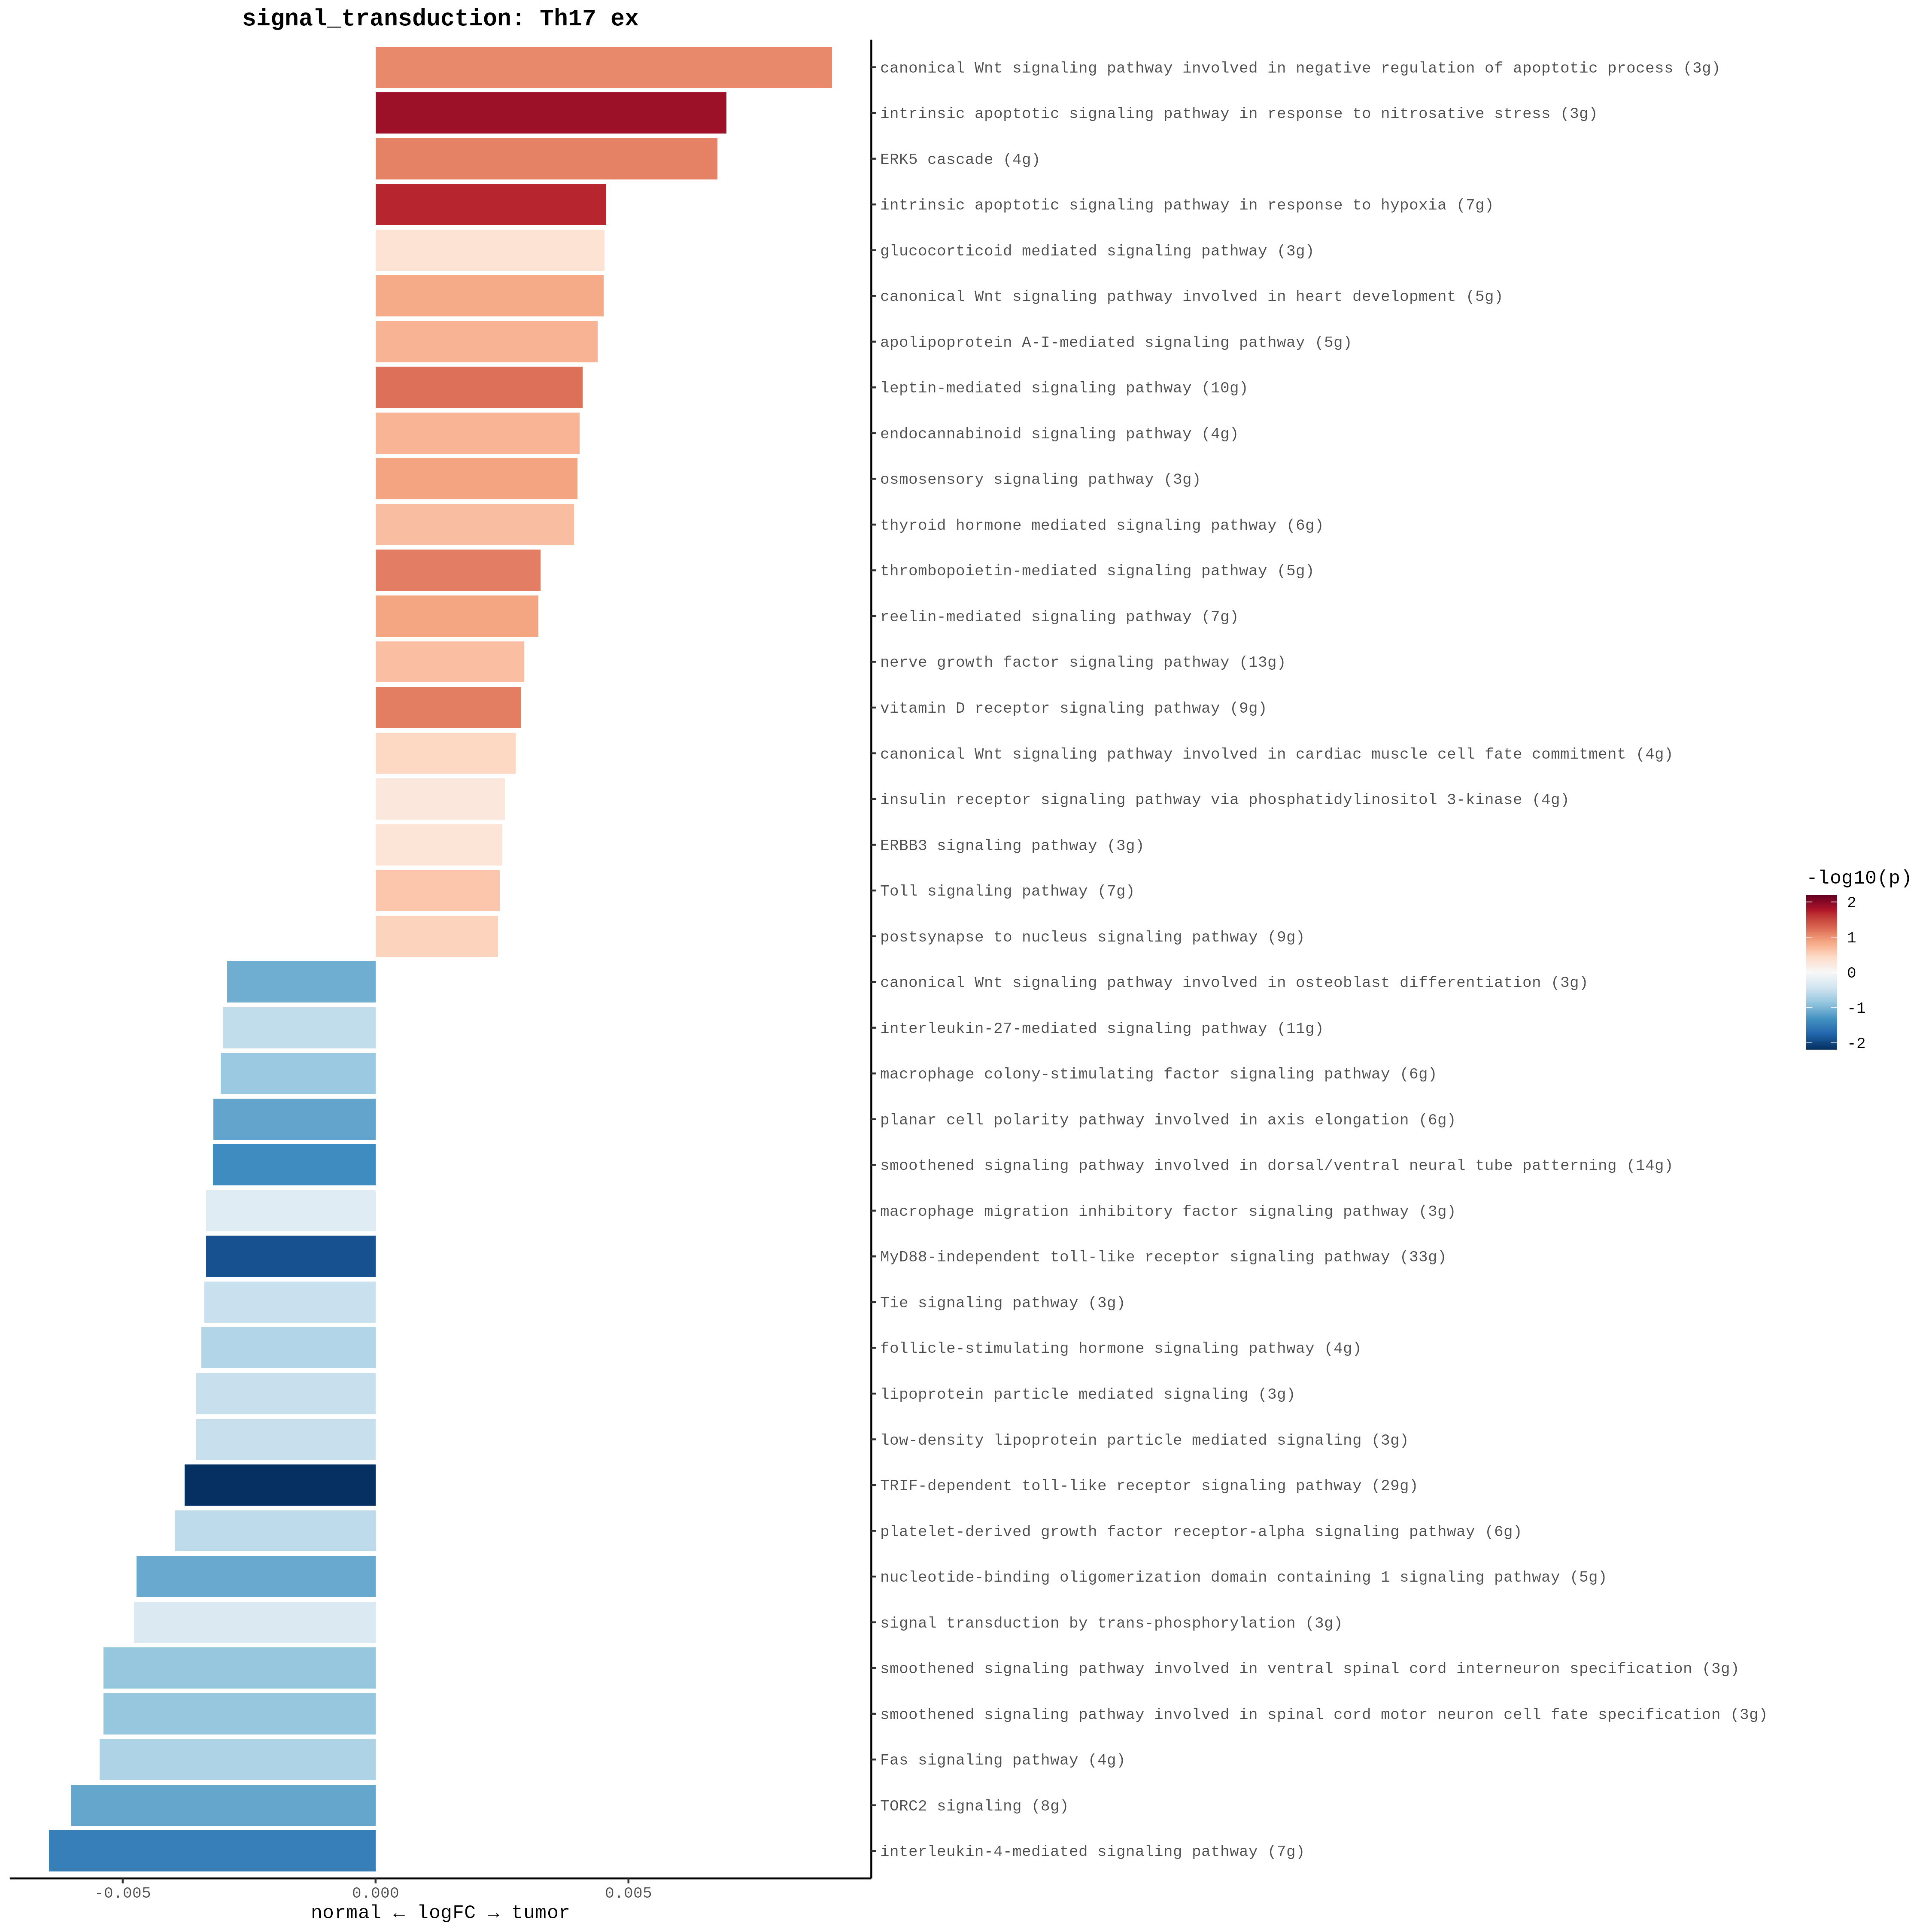 signal_transduction: Th17 ex
canonical Wnt signaling pathway involved in negative regulation of apoptotic process (3g)
intrinsic apoptotic signaling pathway in response to nitrosative stress (3g)
ERK5 cascade (4g)
intrinsic apoptotic signaling pathway in response to hypoxia (7g)
glucocorticoid mediated signaling pathway (3g)
canonical Wnt signaling pathway involved in heart development (5g)
apolipoprotein A-I-mediated signaling pathway (5g)
leptin-mediated signaling pathway (10g)
endocannabinoid signaling pathway (4g)
osmosensory signaling pathway (3g)
thyroid hormone mediated signaling pathway (6g)
thrombopoietin-mediated signaling pathway (5g)
reelin-mediated signaling pathway (7g)
nerve growth factor signaling pathway (13g)
vitamin D receptor signaling pathway (9g)
canonical Wnt signaling pathway involved in cardiac muscle cell fate commitment (4g)
insulin receptor signaling pathway via phosphatidylinositol 3-kinase (4g)
ERBB3 signaling pathway (3g)
Toll signaling pathway (7g)
postsynapse to nucleus signaling pathway (9g)
canonical Wnt signaling pathway involved in osteoblast differentiation (3g)
interleukin-27-mediated signaling pathway (11g)
macrophage colony-stimulating factor signaling pathway (6g)
planar cell polarity pathway involved in axis elongation (6g)
smoothened signaling pathway involved in dorsal/ventral neural tube patterning (14g)
macrophage migration inhibitory factor signaling pathway (3g)
MyD88-independent toll-like receptor signaling pathway (33g)
Tie signaling pathway (3g)
follicle-stimulating hormone signaling pathway (4g)
lipoprotein particle mediated signaling (3g)
low-density lipoprotein particle mediated signaling (3g)
TRIF-dependent toll-like receptor signaling pathway (29g)
platelet-derived growth factor receptor-alpha signaling pathway (6g)
nucleotide-binding oligomerization domain containing 1 signaling pathway (5g)
signal transduction by trans-phosphorylation (3g)
smoothened signaling pathway involved in ventral spinal cord interneuron specification (3g)
smoothened signaling pathway involved in spinal cord motor neuron cell fate specification (3g)
Fas signaling pathway (4g)
TORC2 signaling (8g)
interleukin-4-mediated signaling pathway (7g)
-0.005 0.000 0.005
normal ← logFC → tumor
-log10(p)
2
1
0
-1
-2